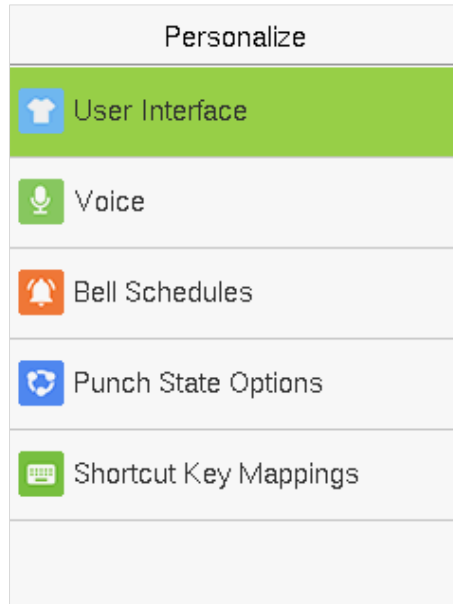 Personalize
User Interface
Voice
Bell Schedules
Punch State Options
Shortcut Key Mappings